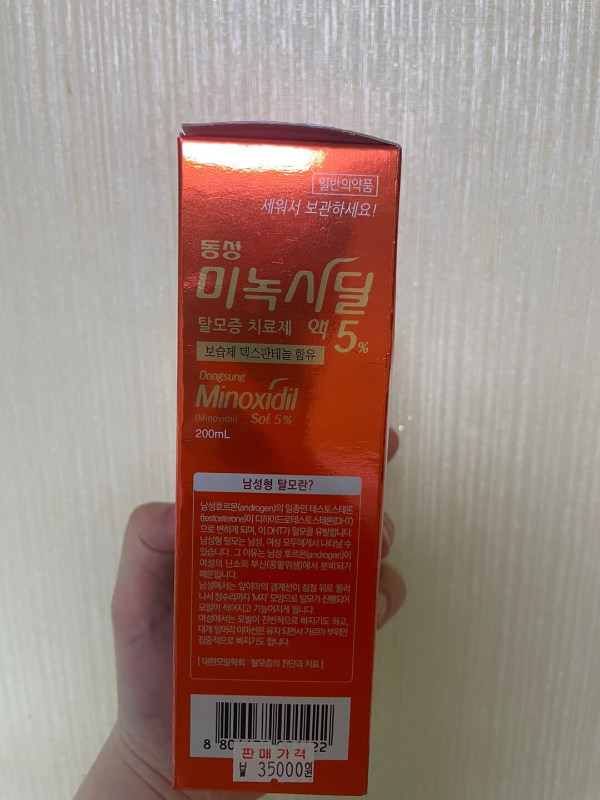 일반의약품
세워서 보관하세요!
동성
미녹시딜
탈모증 치료제 액 5%
보습제 덱스판테놀 함유
Dongsung
Minoxidil
(Minoxidil) Sol. 5%
200mL
남성형 탈모란?
남성호르몬(androgen)의 일종인 테스토스테론
(testosterone)이 디하이드로테스토스테론(DHT)
으로 변하게 되며, 이 DHT가 탈모를 유발합니다.
남성형 탈모는 남성, 여성 모두에게서 나타날 수
있습니다. 그 이유는 남성 호르몬(androgen)이
여성의 난소와 부신(콩팥위샘)에서 분비되기
때문입니다.
남성에서는 앞이마의 경계선이 점점 뒤로 물러
나서 정수리까지 'M자' 모양으로 탈모가 진행되어
모발이 적어지고 가늘어지게 됩니다.
여성에서는 모발이 전반적으로 빠지기도 하고,
대개 앞머리 이마선은 유지 되면서 가르마 부위만
집중적으로 빠지기도 합니다.
[ 대한모발학회 : 탈모증의 진단과 치료 ]
판매가격
₩ 35000원